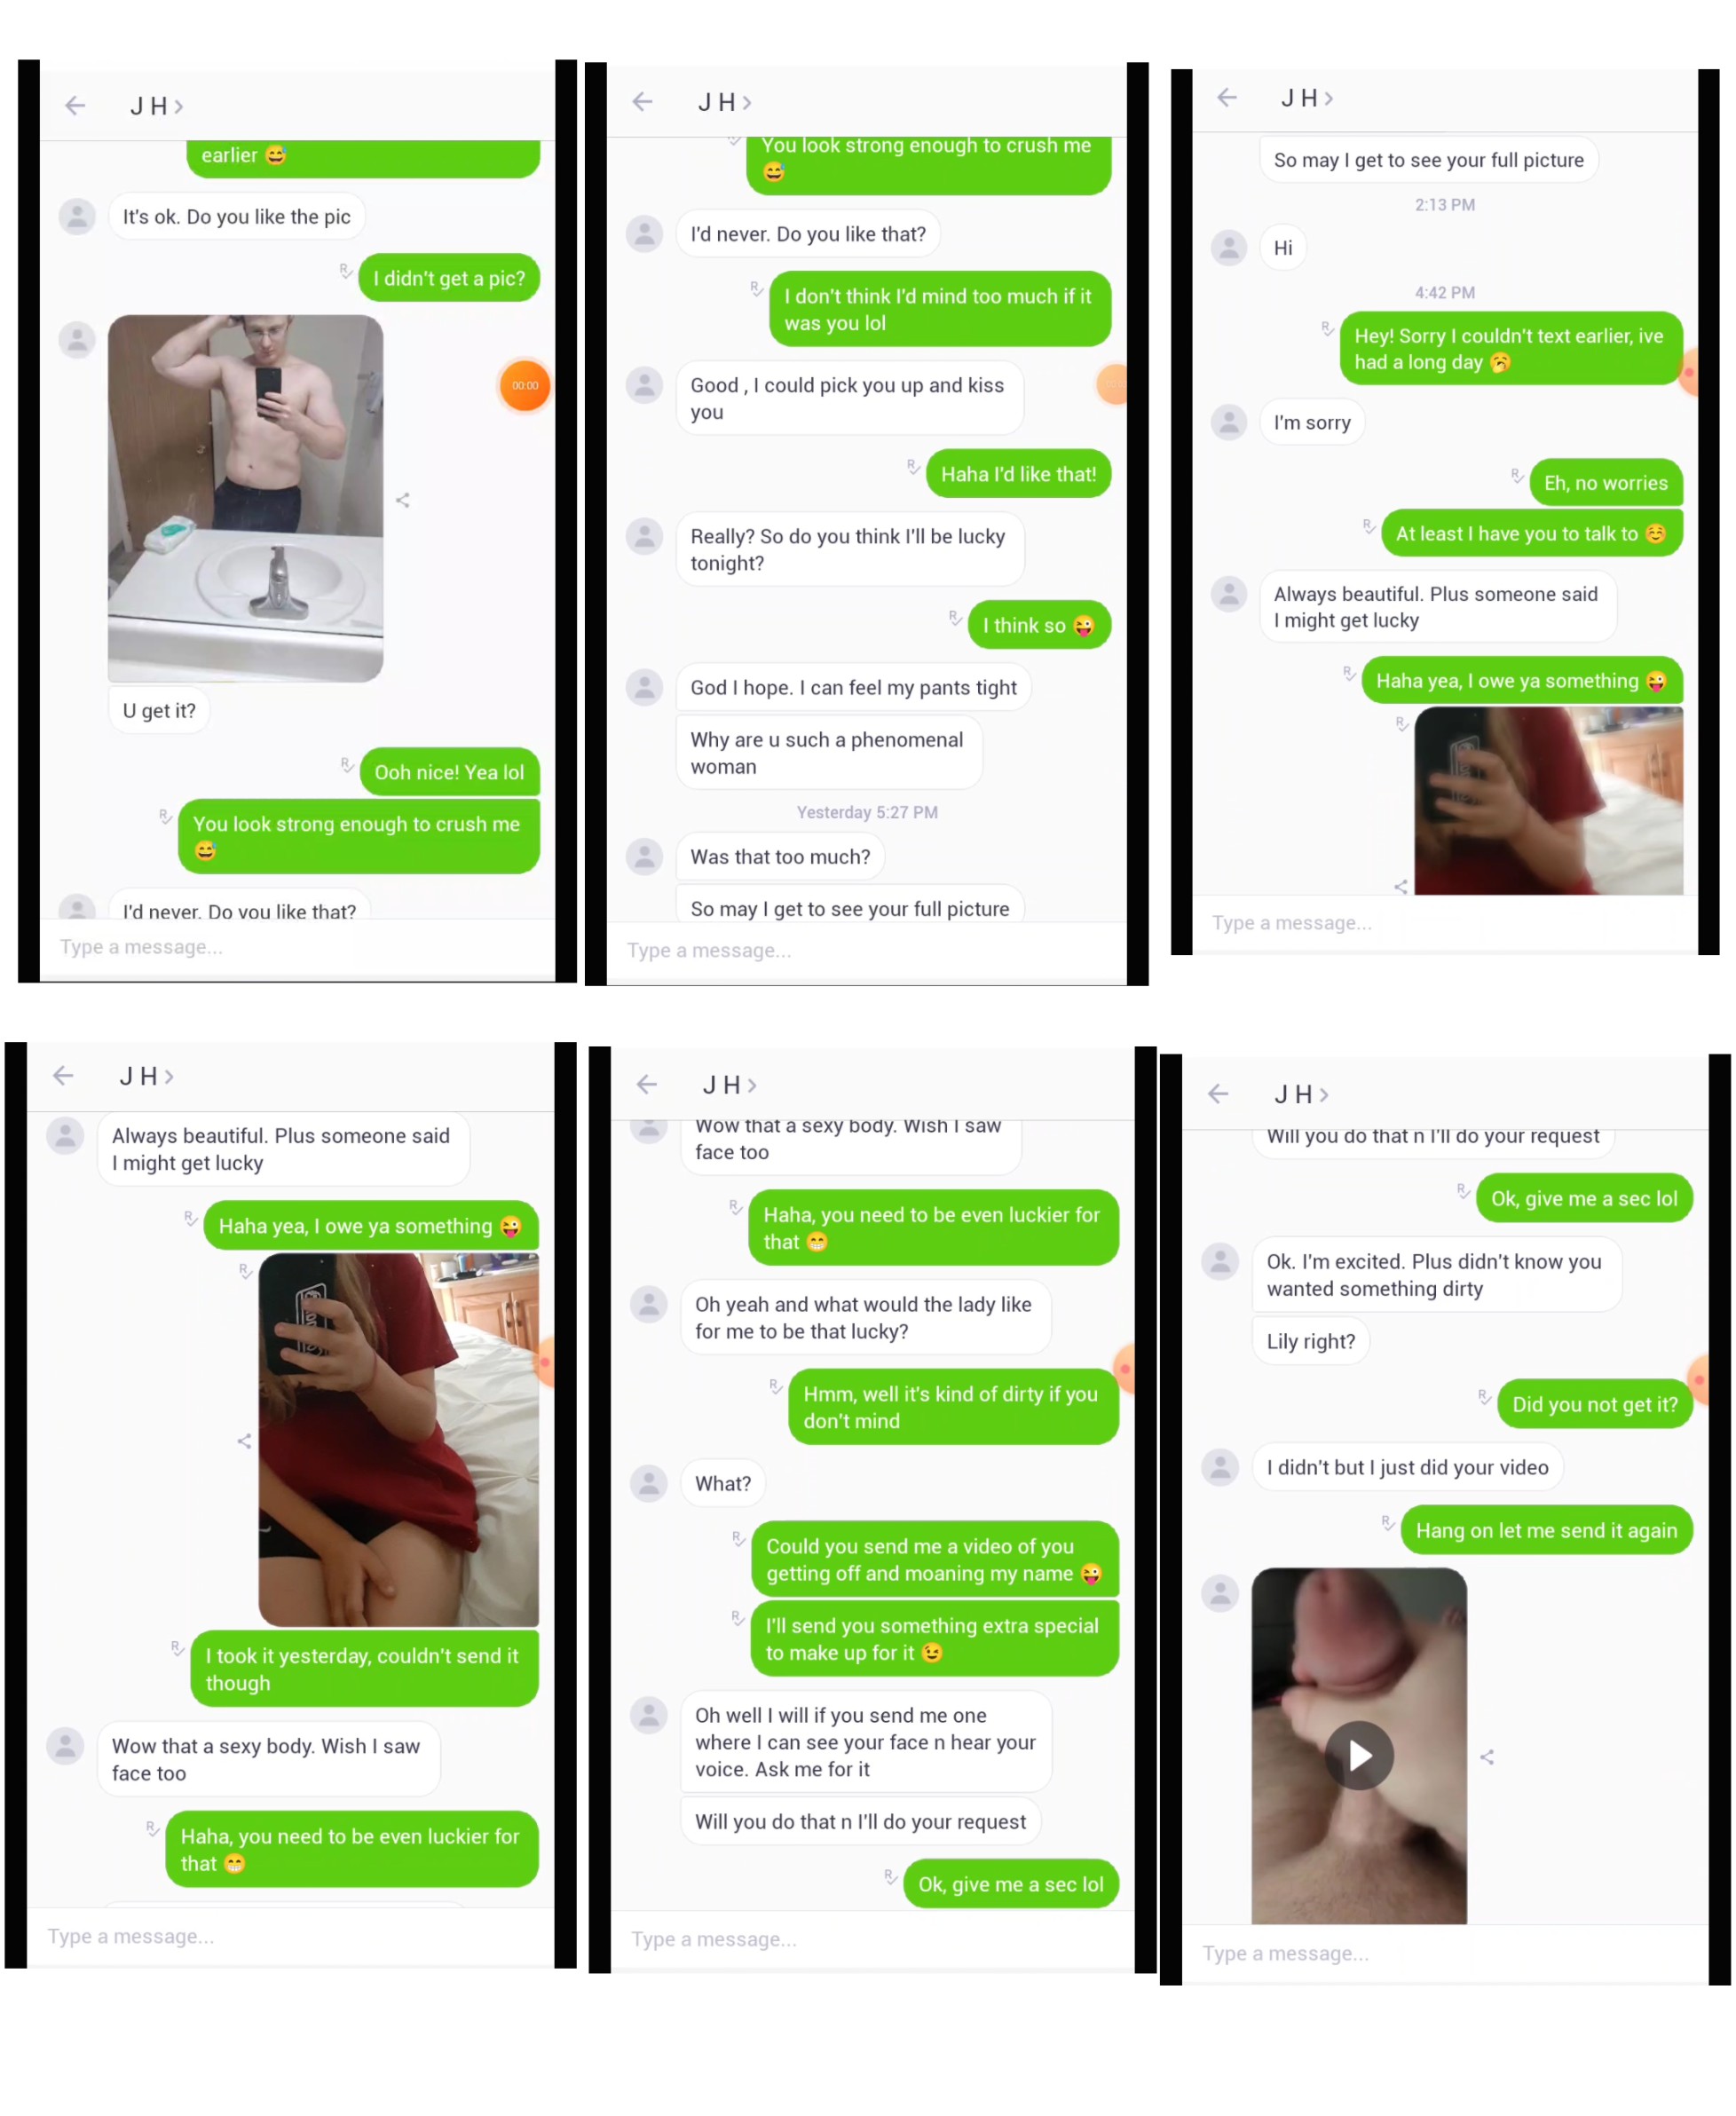 J H >
earlier 😅
It's ok. Do you like the pic
I didn't get a pic?
00:00
U get it?
Ooh nice! Yea lol
You look strong enough to crush me
😅
I'd never. Do you like that?
Type a message...
J H >
You look strong enough to crush me
😅
I'd never. Do you like that?
I don't think I'd mind too much if it
was you lol
Good , I could pick you up and kiss
you
Haha I'd like that!
Really? So do you think I'll be lucky
tonight?
I think so 😜
God I hope. I can feel my pants tight
Why are u such a phenomenal
woman
Yesterday 5:27 PM
Was that too much?
So may I get to see your full picture
Type a message...
J H >
So may I get to see your full picture
2:13 PM
Hi
4:42 PM
Hey! Sorry I couldn't text earlier, ive
had a long day 🥱
I'm sorry
Eh, no worries
At least I have you to talk to ☺️
Always beautiful. Plus someone said
I might get lucky
Haha yea, I owe ya something 😜
Type a message...
J H >
Always beautiful. Plus someone said
I might get lucky
Haha yea, I owe ya something 😜
I took it yesterday, couldn't send it
though
Wow that a sexy body. Wish I saw
face too
Haha, you need to be even luckier for
that 😁
Type a message...
J H >
Wow that a sexy body. Wish I saw
face too
Haha, you need to be even luckier for
that 😁
Oh yeah and what would the lady like
for me to be that lucky?
Hmm, well it's kind of dirty if you
don't mind
What?
Could you send me a video of you
getting off and moaning my name 😜
I'll send you something extra special
to make up for it 😉
Oh well I will if you send me one
where I can see your face n hear your
voice. Ask me for it
Will you do that n I'll do your request
Ok, give me a sec lol
Type a message...
J H >
Will you do that n I'll do your request
Ok, give me a sec lol
Ok. I'm excited. Plus didn't know you
wanted something dirty
Lily right?
Did you not get it?
I didn't but I just did your video
Hang on let me send it again
Type a message...